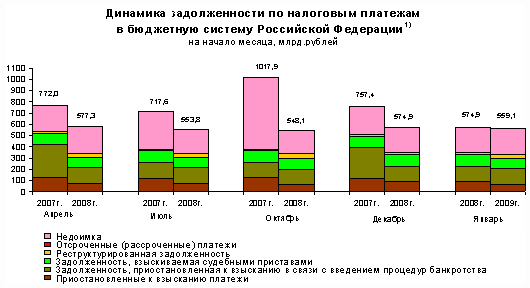 Динамика задолженности по налоговым платежам
в бюджетную систему Российской Федерации1)
на начало месяца, млрд.рублей
1100
1000
900
800
700
600
500
400
300
200
100
0
772,0 577,3 717,6 553,8 1017,9 548,1 757,4 574,9 574,9 559,1
2007г. 2008г. 2007г. 2008г. 2007г. 2008г. 2007г. 2008г. 2008г. 2009г.
Апрель Июль Октябрь Декабрь Январь
Недоимка
Отсроченные (рассроченные) платежи
Реструктурированная задолженность
Задолженность, взыскиваемая судебными приставами
Задолженность, приостановленная к взысканию в связи с введением процедур банкротства
Приостановленные к взысканию платежи